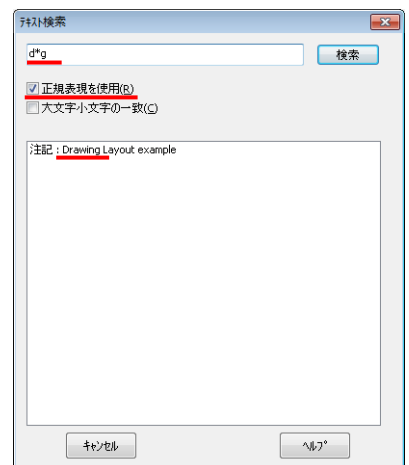 ﾃｷｽﾄ検索
d*g
検索
正規表現を使用(R)
大文字小文字の一致(C)
注記 : Drawing Layout example
ｷｬﾝｾﾙ
ﾍﾙﾌﾟ